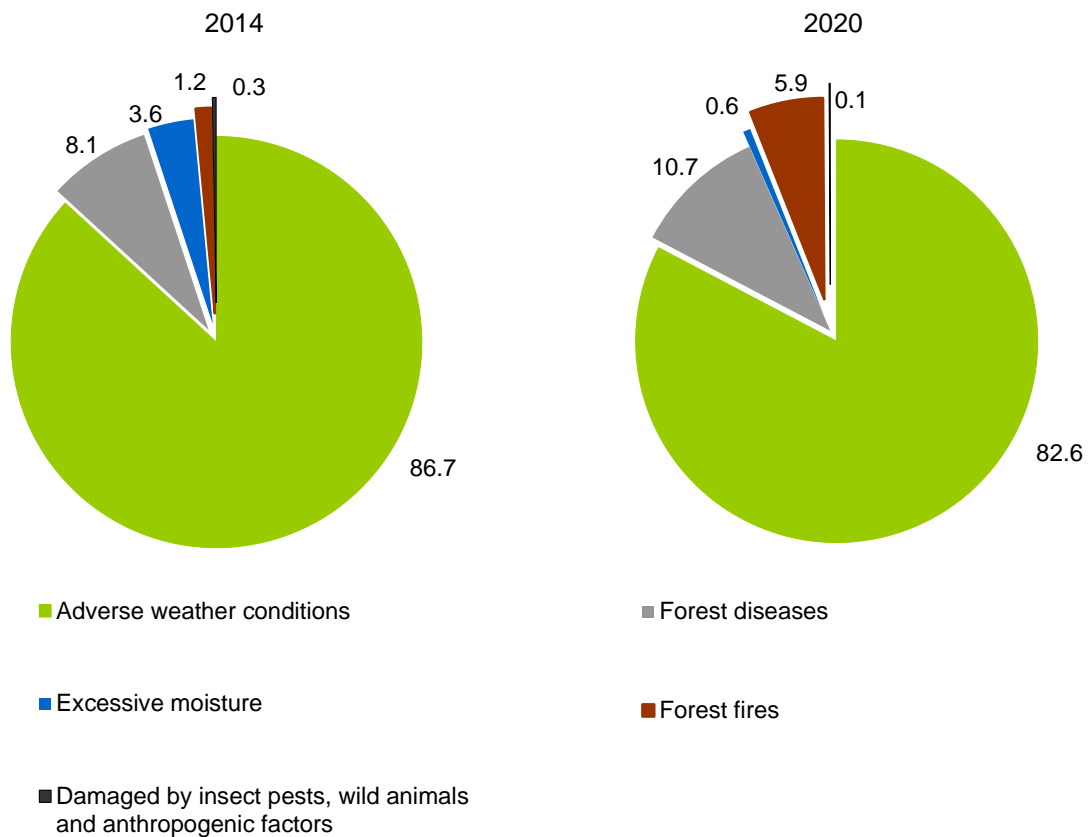 2014
2020
1.2
0.3
3.6
8.1
86.7
5.9
0.1
0.6
10.7
82.6
Adverse weather conditions
Forest diseases
Excessive moisture
Forest fires
Damaged by insect pests, wild animals
and anthropogenic factors